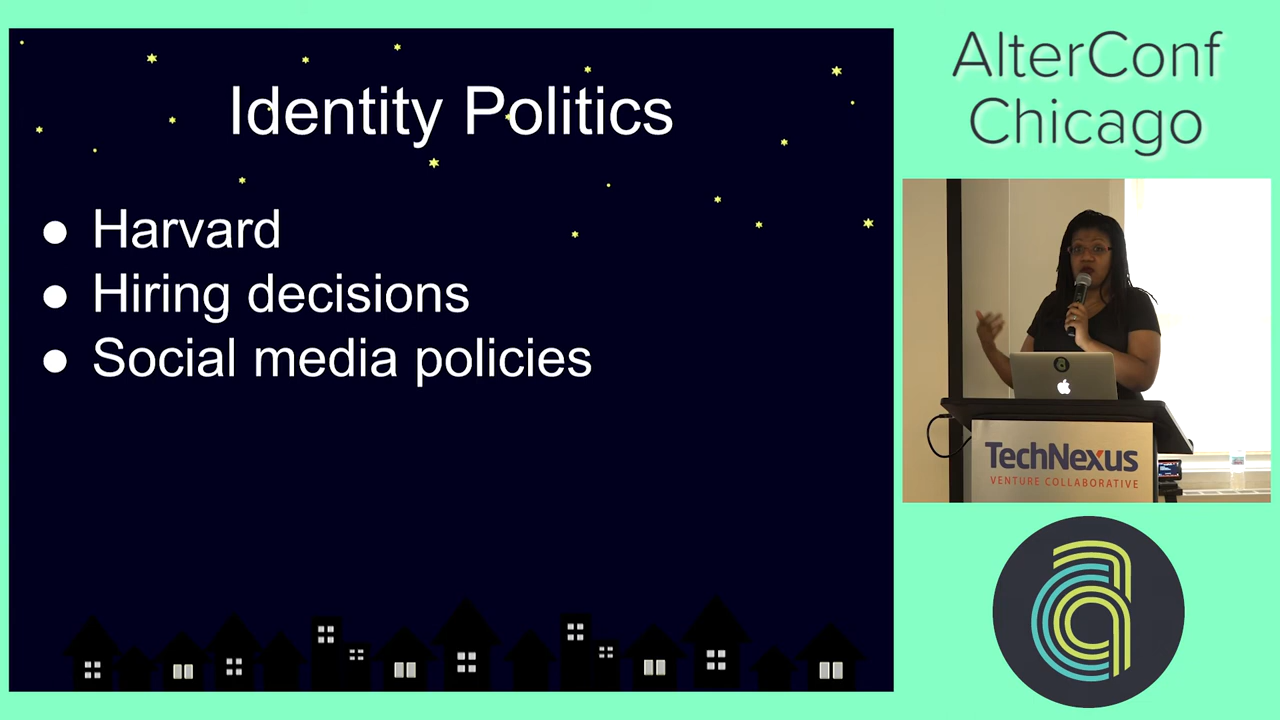 Identity Politics
● Harvard
● Hiring decisions
● Social media policies
AlterConf
Chicago
TechNexus
VENTURE COLLABORATIVE